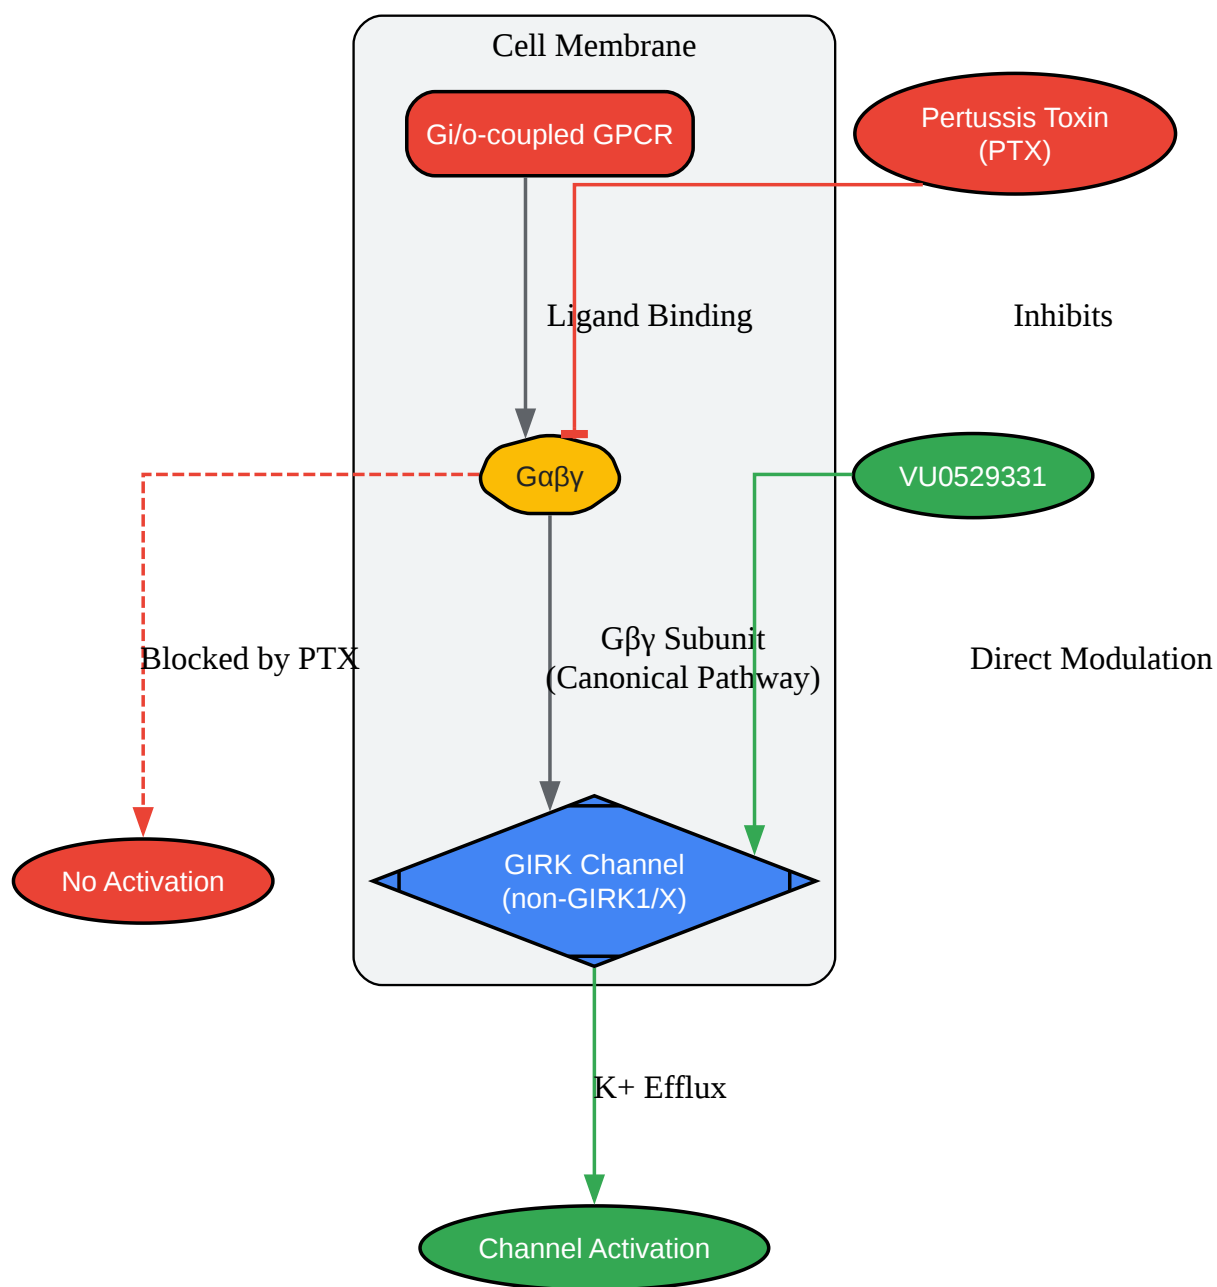 Cell Membrane
Gi/o-coupled GPCR
Pertussis Toxin
(PTX)
Ligand Binding
Inhibits
Gαβγ
VU0529331
Blocked by PTX
Gβγ Subunit
(Canonical Pathway)
Direct Modulation
No Activation
GIRK Channel
(non-GIRK1/X)
K+ Efflux
Channel Activation